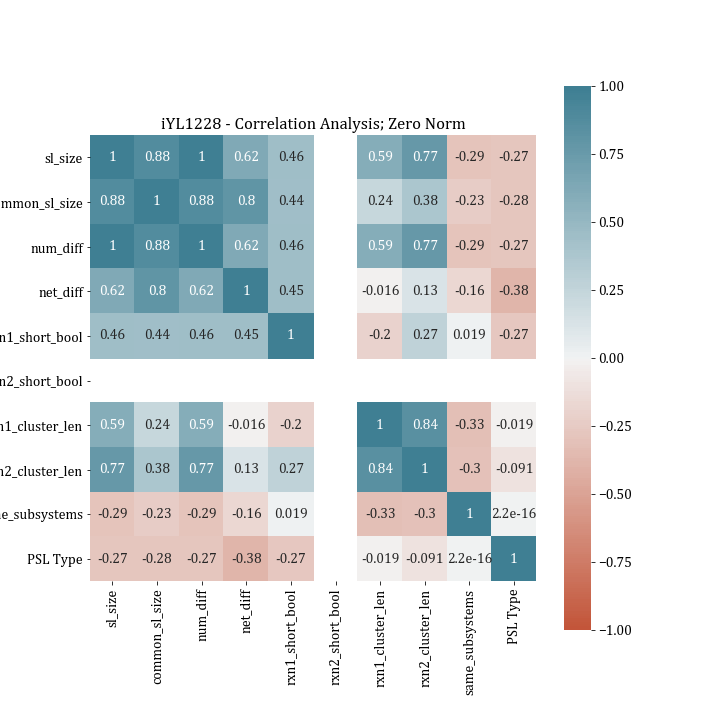 iYL1228 - Correlation Analysis; Zero Norm
1.00
sl_size 1 0.88 1 0.62 0.46 0.59 0.77 -0.29 -0.27
0.75
mmon_sl_size 0.88 1 0.88 0.8 0.44 0.24 0.38 -0.23 -0.28
num_diff 1 0.88 1 0.62 0.46 0.59 0.77 -0.29 -0.27
0.50
net_diff 0.62 0.8 0.62 1 0.45 -0.016 0.13 -0.16 -0.38
0.25
n1_short_bool 0.46 0.44 0.46 0.45 1 -0.2 0.27 0.019 -0.27
0.00
n2_short_bool
n1_cluster_len 0.59 0.24 0.59 -0.016 -0.2 1 0.84 -0.33 -0.019
-0.25
n2_cluster_len 0.77 0.38 0.77 0.13 0.27 0.84 1 -0.3 -0.091
-0.50
e_subsystems -0.29 -0.23 -0.29 -0.16 0.019 -0.33 -0.3 1 2.2e-16
PSL Type -0.27 -0.28 -0.27 -0.38 -0.27 -0.019 -0.091 2.2e-16 1
-0.75
-1.00
sl_size
common_sl_size
num_diff
net_diff
rxn1_short_bool
rxn2_short_bool
rxn1_cluster_len
rxn2_cluster_len
same_subsystems
PSL Type